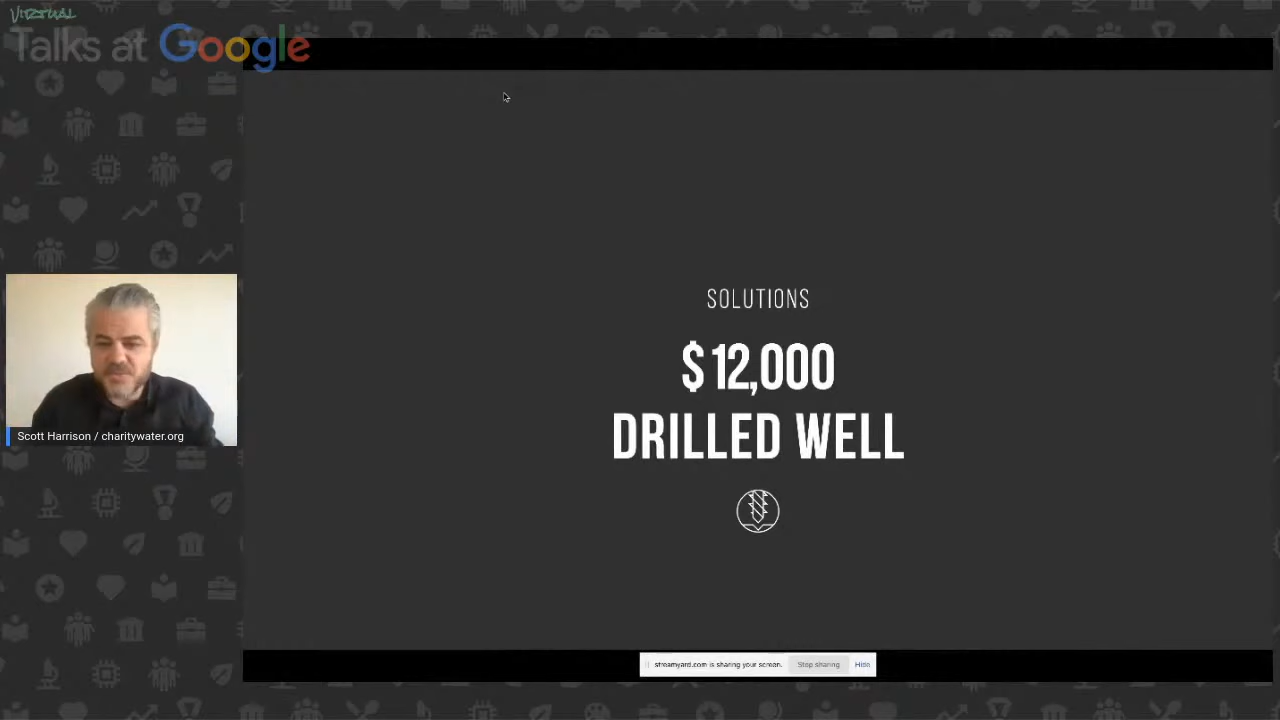 VIRTUAL
Talks at Google
SOLUTIONS
$12,000
DRILLED WELL
Scott Harrison / charitywater.org
streamyard.com is sharing your screen.
Stop sharing
Hide